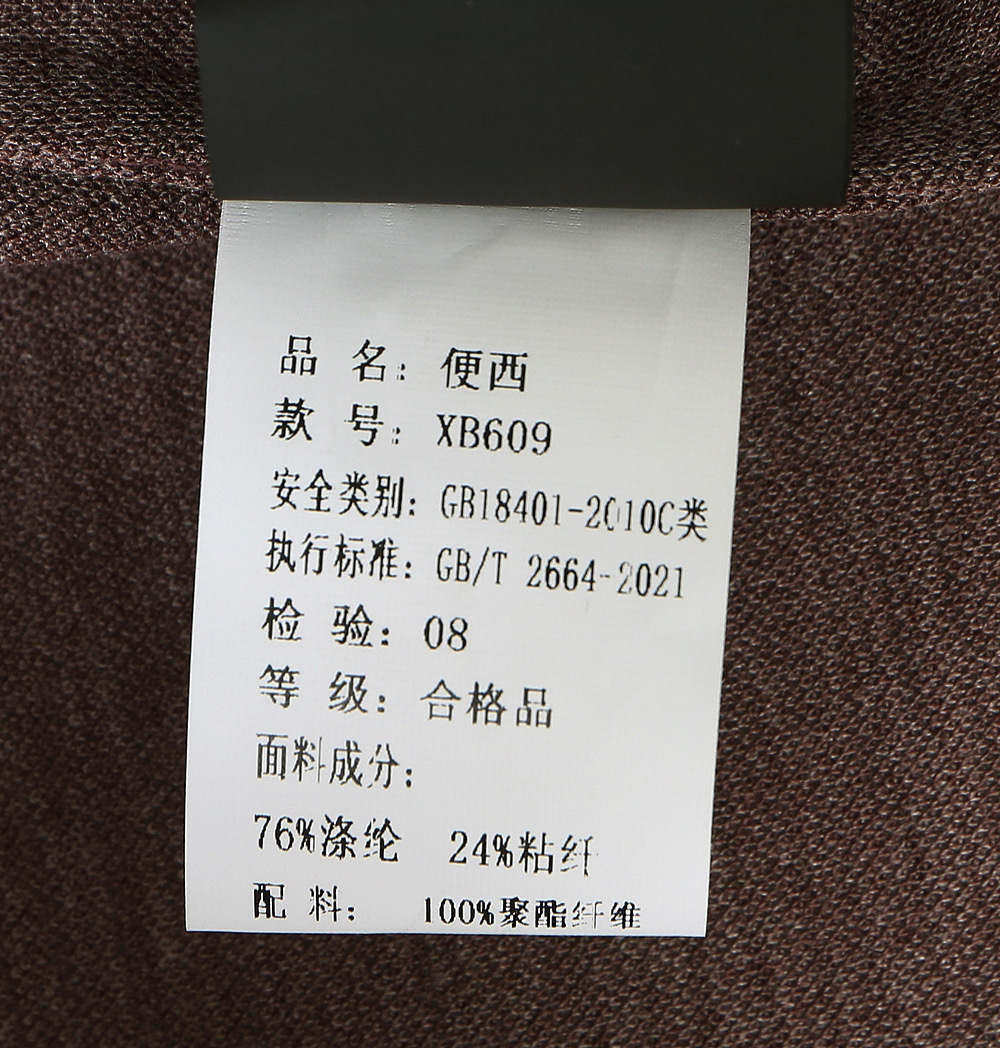 品 名：便西
款 号：XB609
安全类别：GB18401-2010C类
执行标准：GB/T 2664-2021
检 验：08
等 级：合格品
面料成分：
76%涤纶 24%粘纤
配 料： 100%聚酯纤维